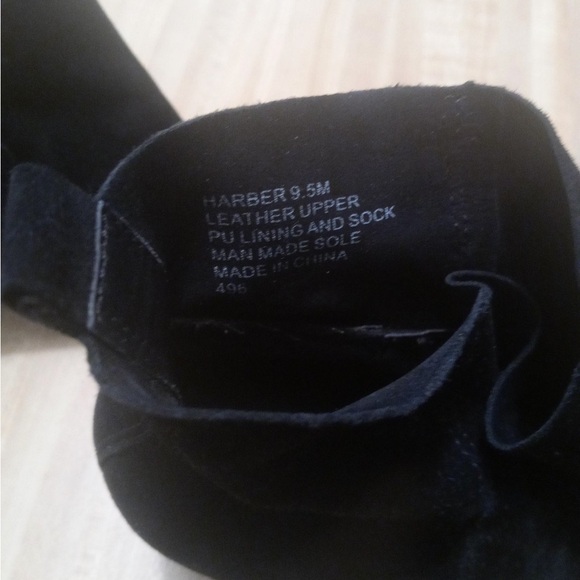 HARBER 9.5M
LEATHER UPPER
PU LINING AND SOCK
MAN MADE SOLE
MADE IN CHINA
496